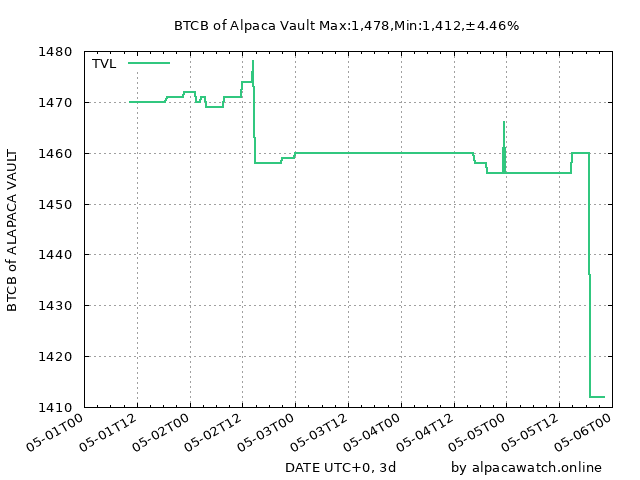 BTCB of Alpaca Vault Max:1,478,Min:1,412,±4.46%
TVL
1480
1470
1460
1450
1440
1430
1420
1410
BTCB of ALAPACA VAULT
05-01T00
05-01T12
05-02T00
05-02T12
05-03T00
05-03T12
05-04T00
05-04T12
05-05T00
05-05T12
05-06T00
DATE UTC+0, 3d
by alpacawatch.online